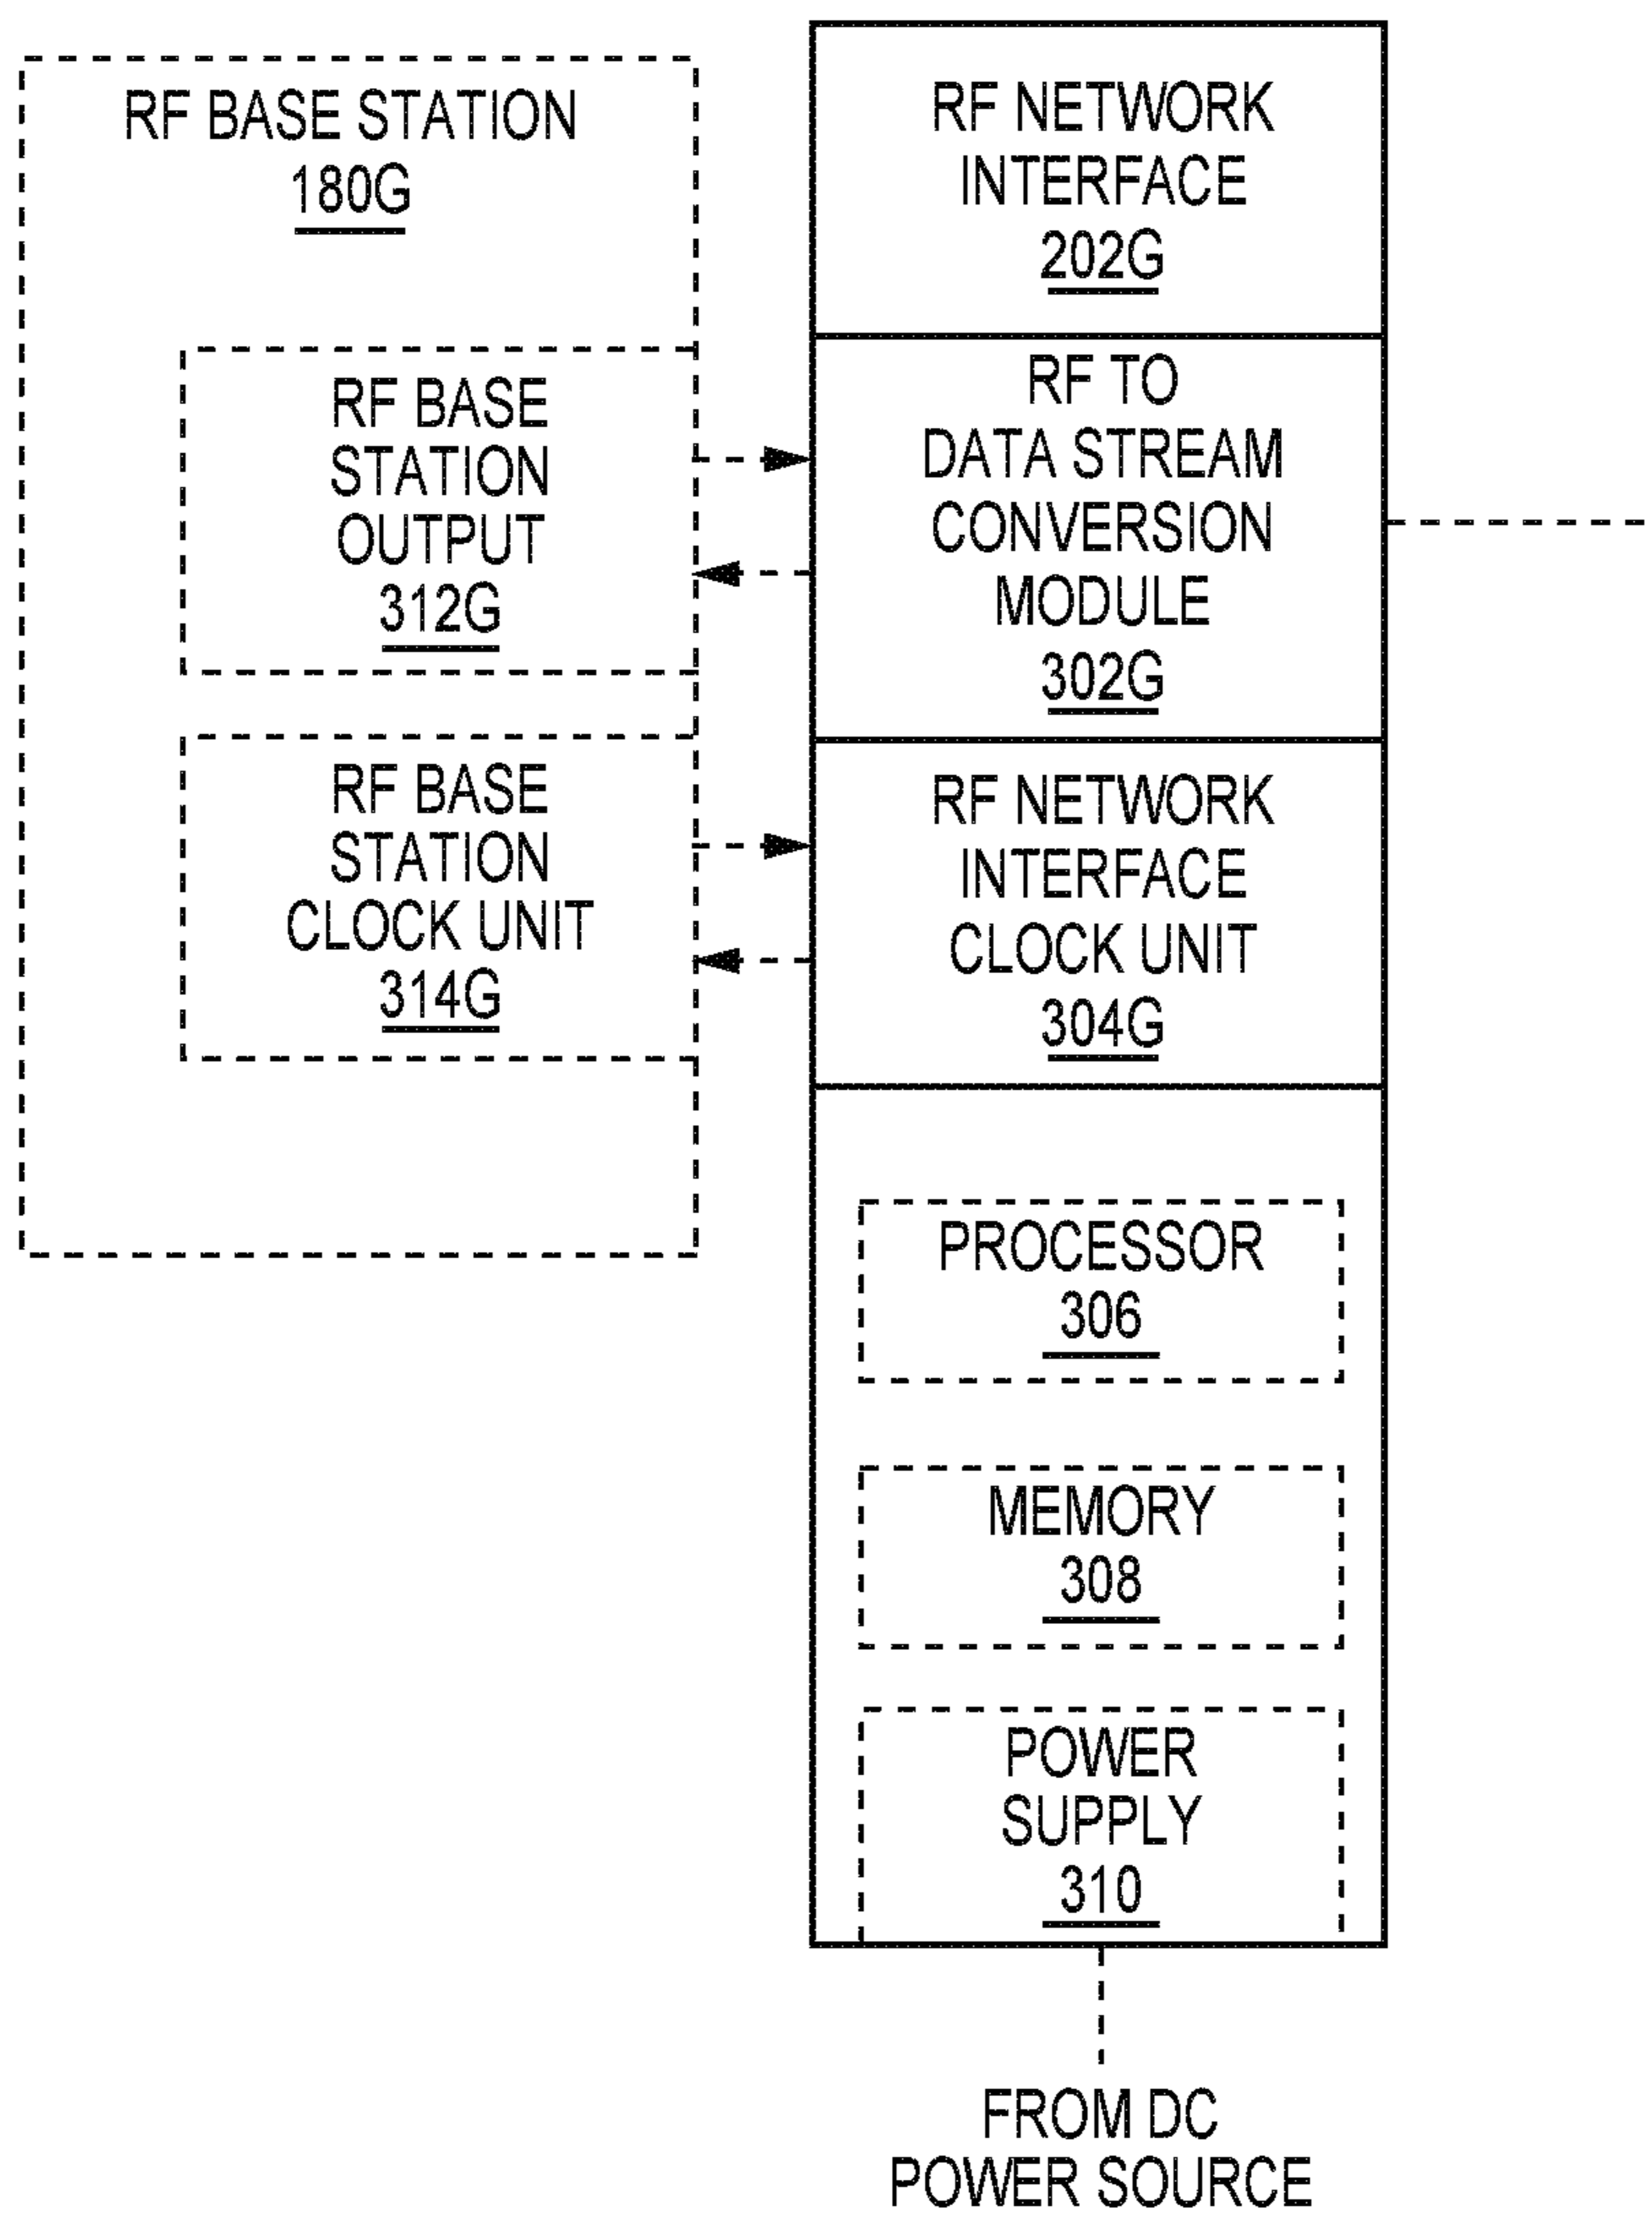 RF BASE STATION
180G
RF BASE
STATION
OUTPUT
312G
RF BASE
STATION
CLOCK UNIT
314G
RF NETWORK
INTERFACE
202G
RF TO
DATA STREAM
CONVERSION
MODULE
302G
RF NETWORK
INTERFACE
CLOCK UNIT
304G
PROCESSOR
306
MEMORY
308
POWER
SUPPLY
310
FROM DC
POWER SOURCE